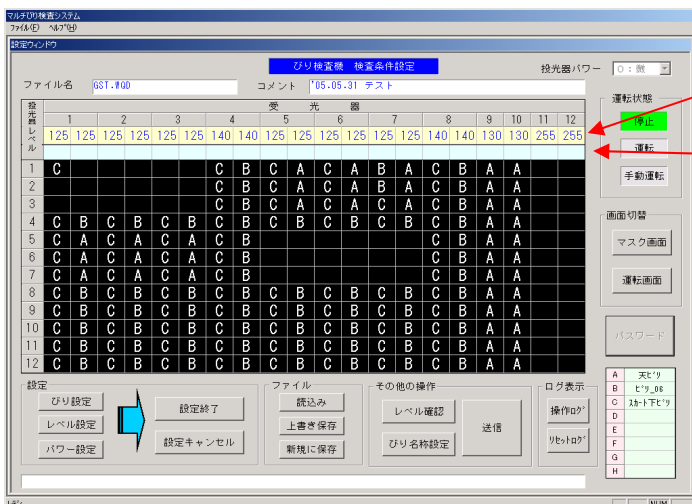 マルチびり検査システム
ファイル(F) ヘルプ(H)
設定ウィンドウ
びり検査機 検査条件設定
投光器パワー 0:微
ファイル名 GST.WQD コメント '05.05.31 テスト
投光器レベル
受 光 器
1 2 3 4 5 6 7 8 9 10 11 12
125 125 125 125 125 125 140 140 125 125 125 125 125 125 140 140 130 130 255 255
1 C C B C A C A B A C B A A
2 C B C A C A B A C B A A
3 C B C A C A C A C B A A
4 C B C B C B C B C B C B C B C B A A
5 C A C A C A C B C B A A
6 C A C A C A C B C B A A
7 C A C A C A C B C B A A
8 C B C B C B C B C B C B C B C B A A
9 C B C B C B C B C B C B C B C B A A
10 C B C B C B C B C B C B C B C B A A
11 C B C B C B C B C B C B C B C B A A
12 C B C B C B C B C B C B C B C B A A
運転状態
停止
運転
手動運転
画面切替
マスク画面
運転画面
パスワード
A 天ビリ
B ビリ_06
C スカート下ビリ
D
E
F
G
H
設定
びり設定
レベル設定
パワー設定
設定終了
設定キャンセル
ファイル
読込み
上書き保存
新規に保存
その他の操作
レベル確認
びり名称設定
送信
ログ表示
操作ログ
リセットログ
レディ
NUM